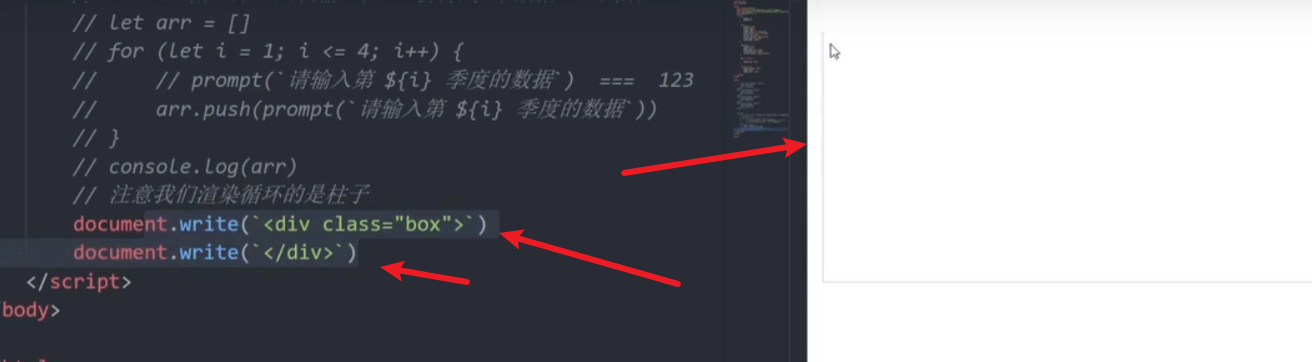 // let arr = []
// for (let i = 1; i <= 4; i++) {
//     // prompt(`请输入第 ${i} 季度的数据`)  ===  123
//     arr.push(prompt(`请输入第 ${i} 季度的数据`))
// }
// console.log(arr)
// 注意我们渲染循环的是柱子
document.write(`<div class="box">`)
document.write(`</div>`)
</script>
body>